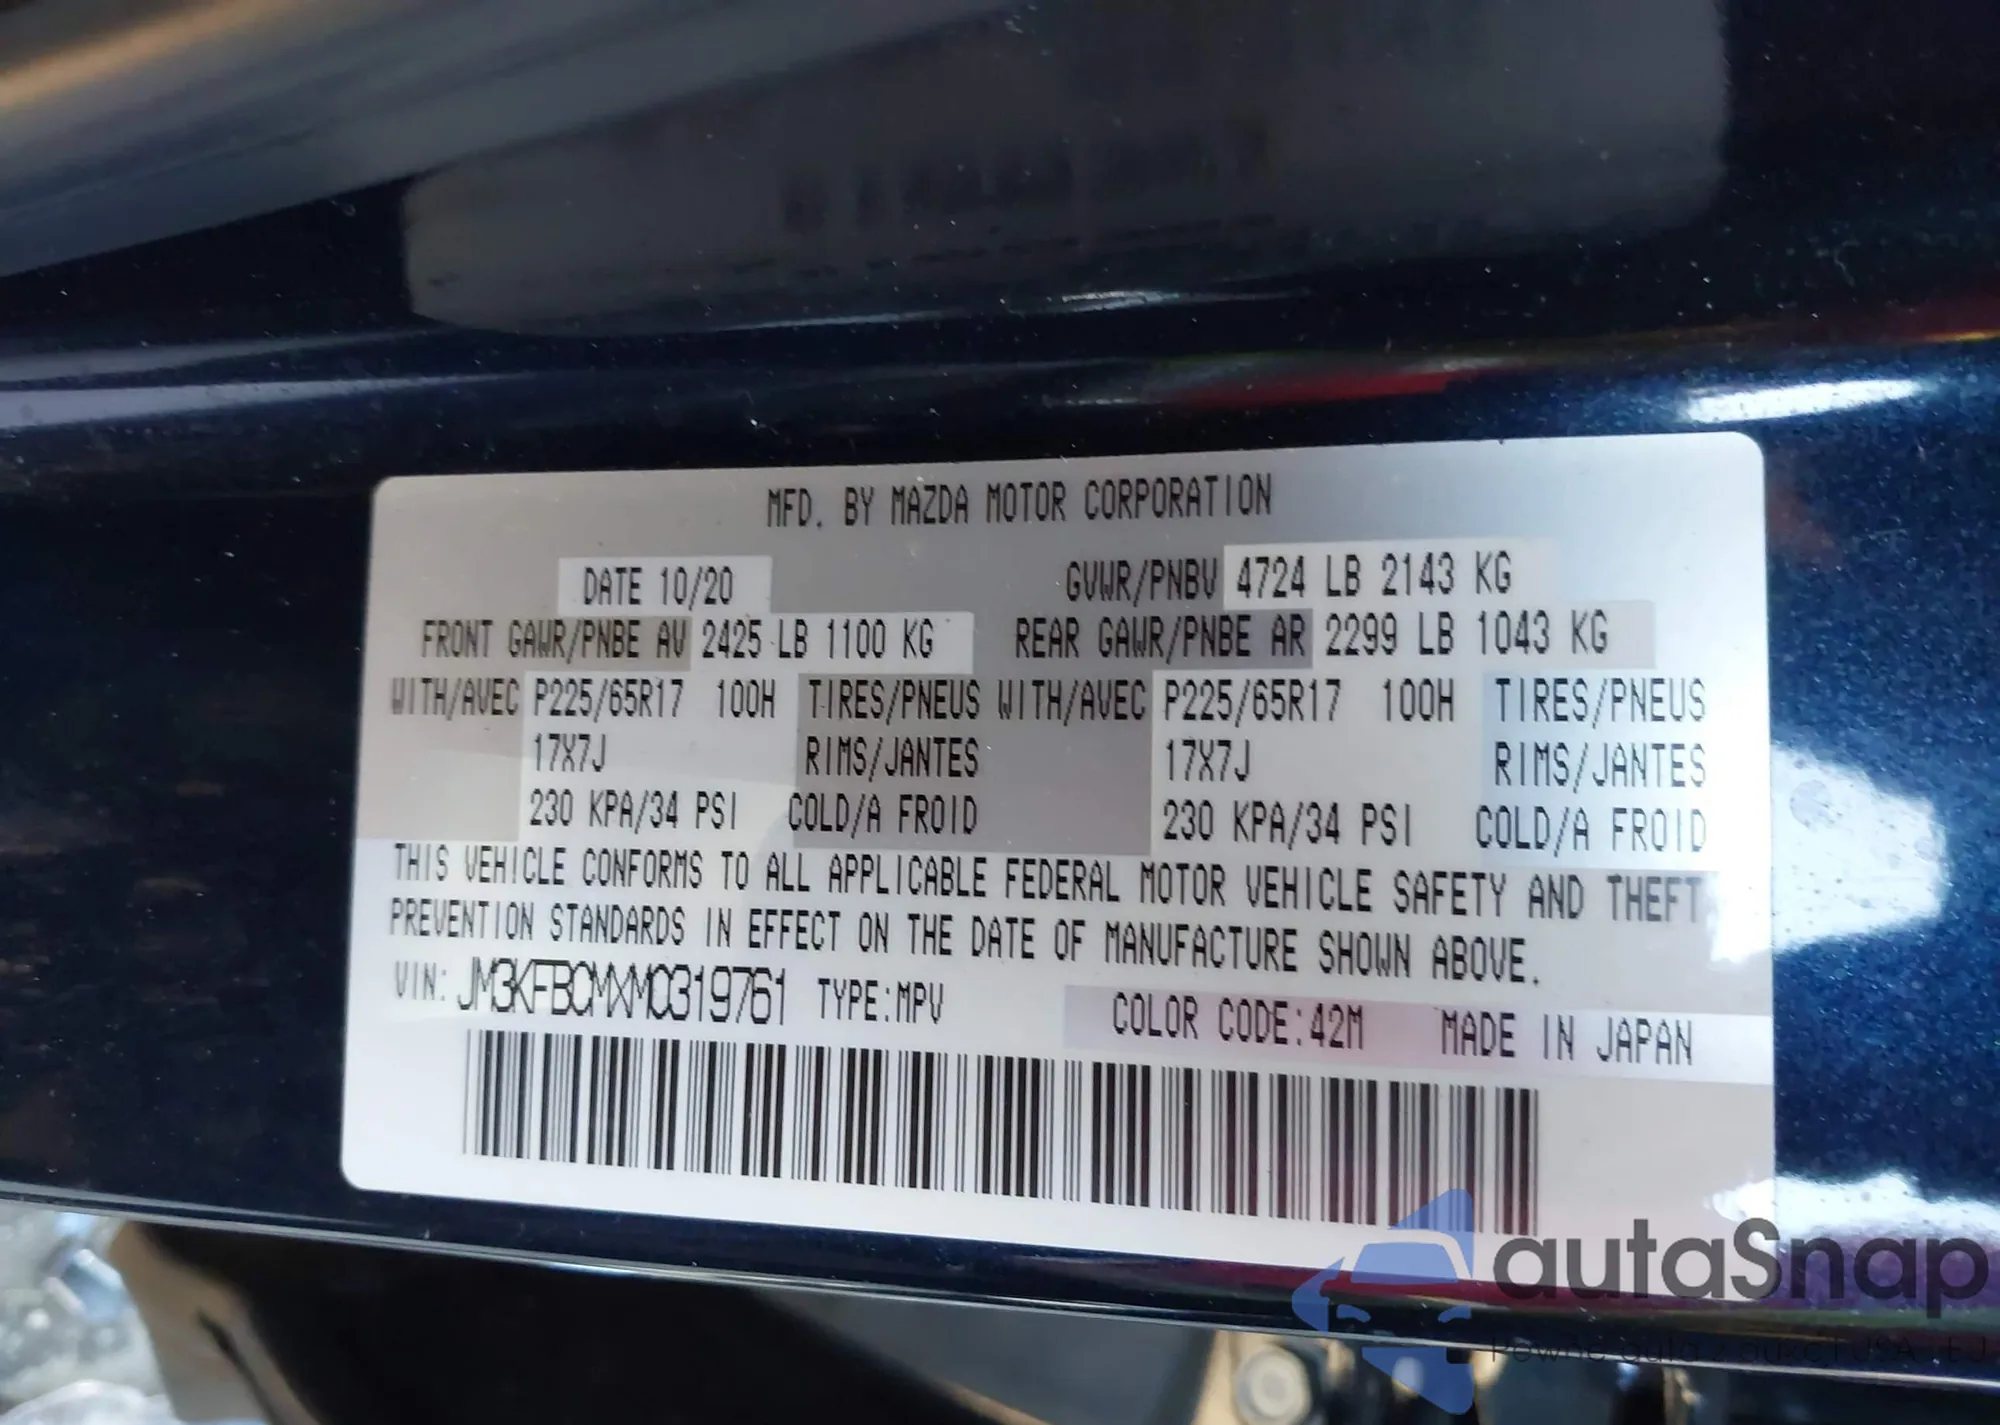 MFD. BY MAZDA MOTOR CORPORATION
DATE 10/20 GVWR/PNBV 4724 LB 2143 KG
FRONT GAWR/PNBE AV 2425 LB 1100 KG REAR GAWR/PNBE AR 2299 LB 1043 KG
WITH/AVEC P225/65R17 100H TIRES/PNEUS WITH/AVEC P225/65R17 100H TIRES/PNEUS
17X7J RIMS/JANTES 17X7J RIMS/JANTES
230 KPA/34 PSI COLD/A FROID 230 KPA/34 PSI COLD/A FROID
THIS VEHICLE CONFORMS TO ALL APPLICABLE FEDERAL MOTOR VEHICLE SAFETY AND THEFT
PREVENTION STANDARDS IN EFFECT ON THE DATE OF MANUFACTURE SHOWN ABOVE.
VIN: JM3KFBCMXM0319761 TYPE:MPV COLOR CODE:42M MADE IN JAPAN
autaSnap